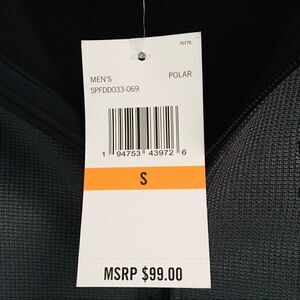 76776
MEN'S POLAR
SPFDD033-069
1 94753 43972 6
S
MSRP $99.00